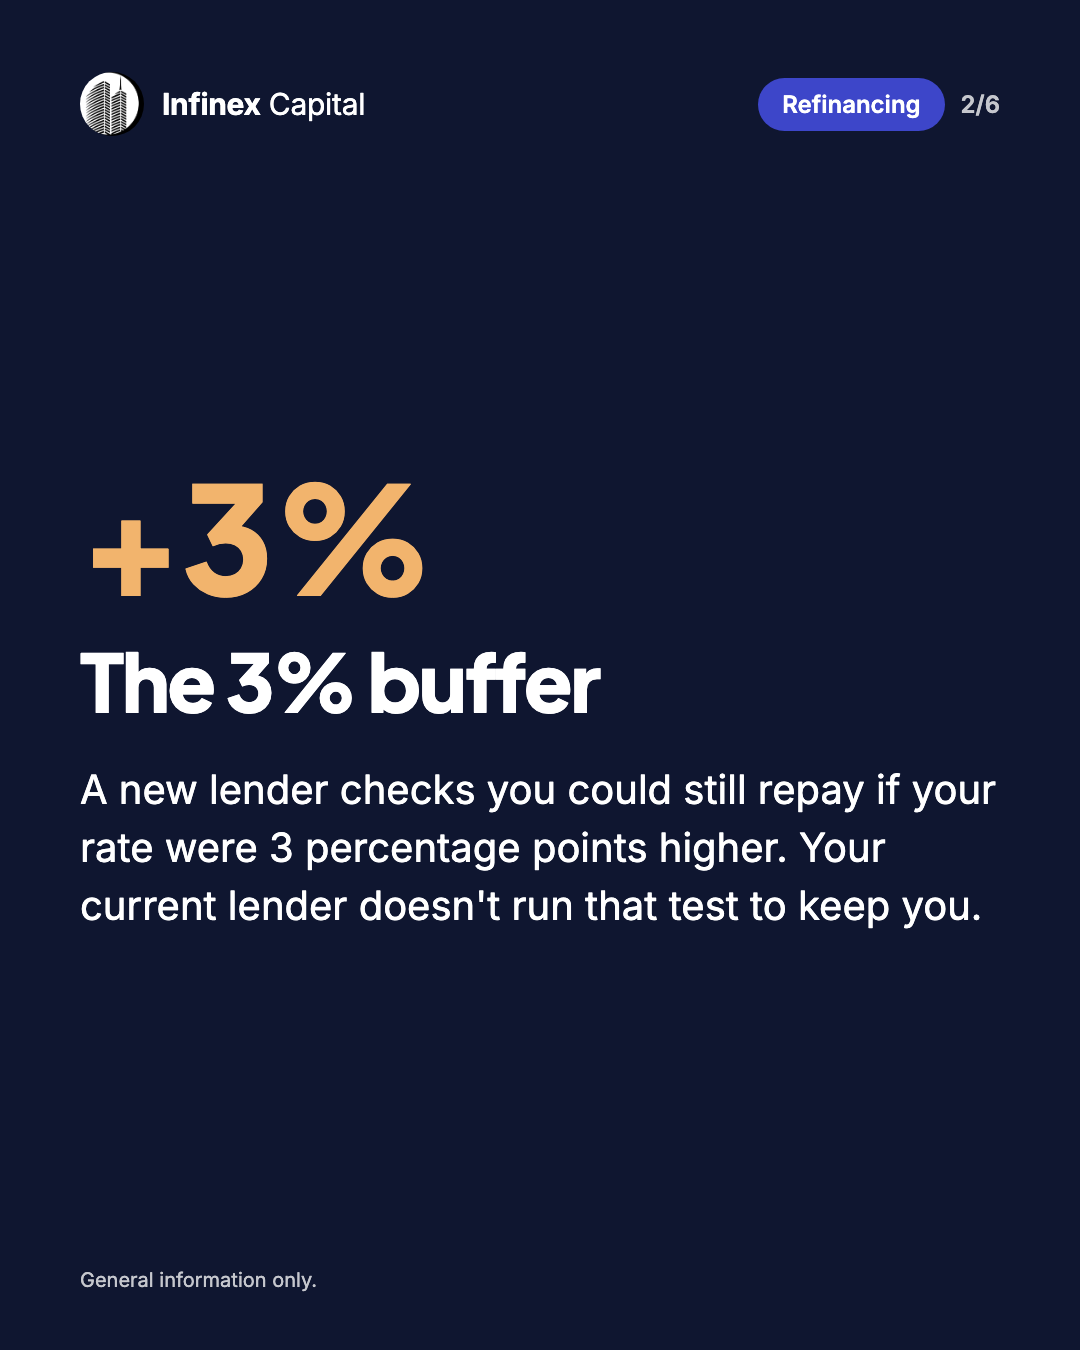 Infinex Capital
Refinancing 2/6
+3%
The 3% buffer
A new lender checks you could still repay if your
rate were 3 percentage points higher. Your
current lender doesn't run that test to keep you.
General information only.